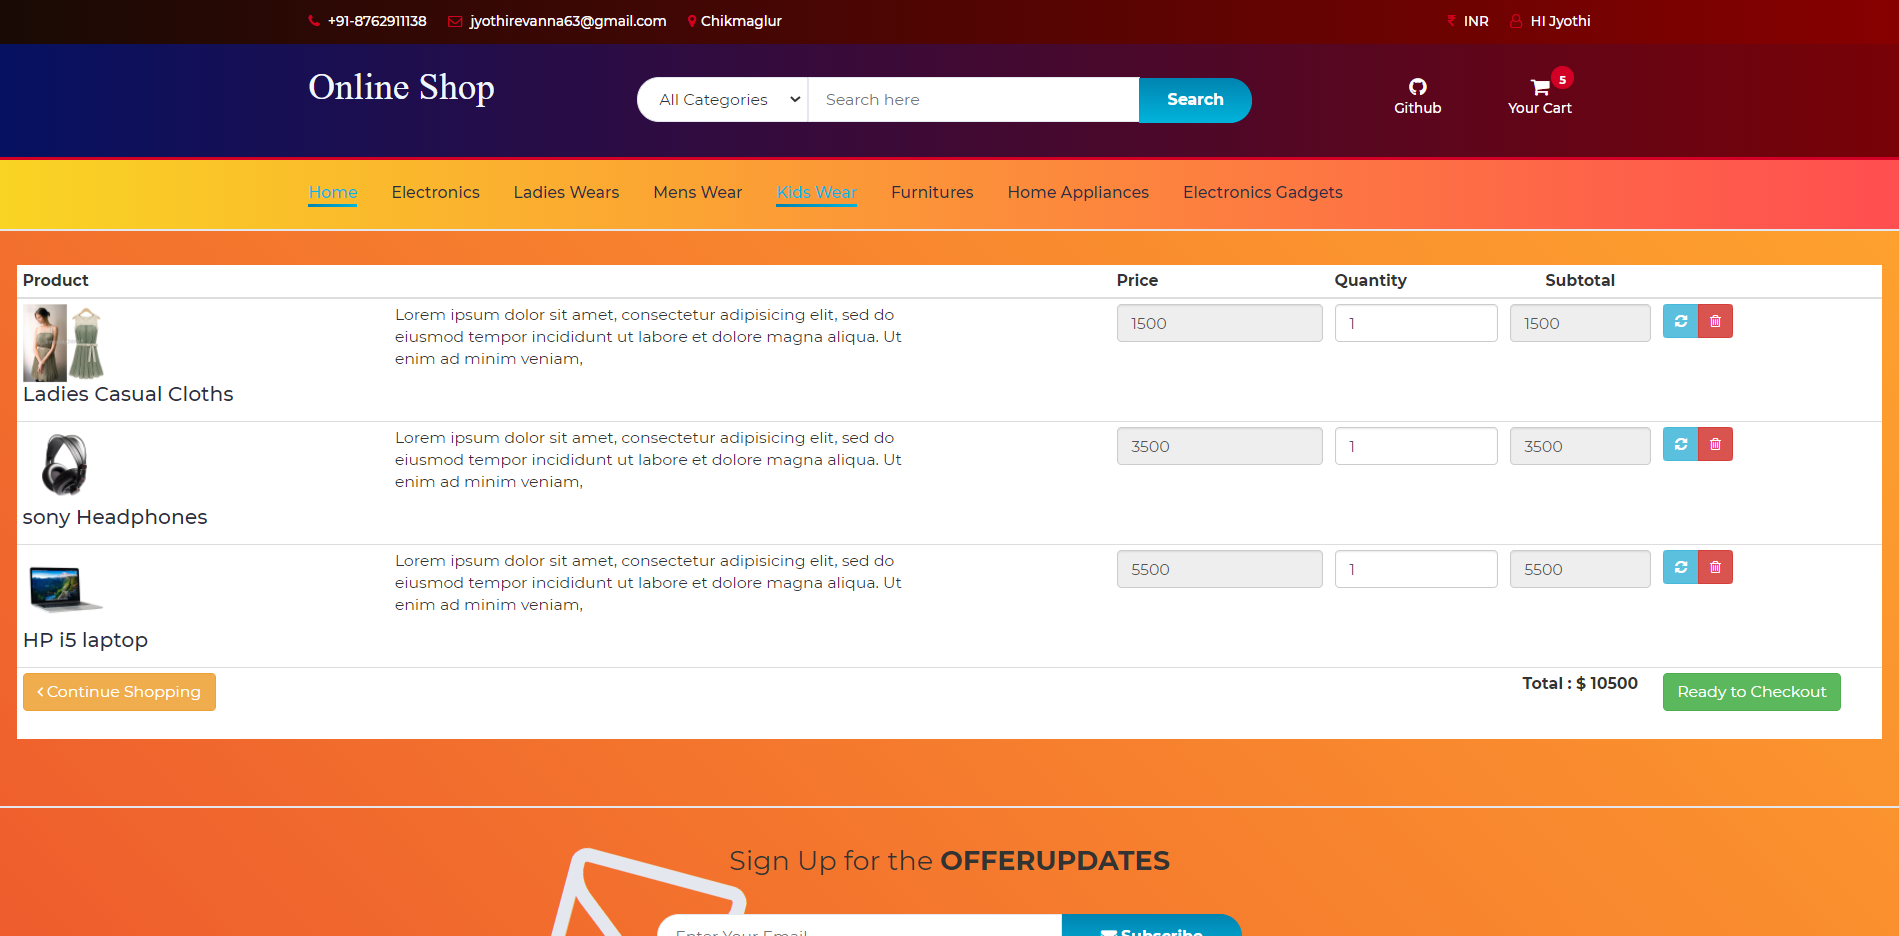 +91-8762911138 jyothirevanna63@gmail.com Chikmaglur ₹ INR HI Jyothi
Online Shop
All Categories Search here Search
Github
5
Your Cart
Home Electronics Ladies Wears Mens Wear Kids Wear Furnitures Home Appliances Electronics Gadgets
Product Price Quantity Subtotal
Lorem ipsum dolor sit amet, consectetur adipisicing elit, sed do
eiusmod tempor incididunt ut labore et dolore magna aliqua. Ut
enim ad minim veniam,
1500 1 1500
Ladies Casual Cloths
Lorem ipsum dolor sit amet, consectetur adipisicing elit, sed do
eiusmod tempor incididunt ut labore et dolore magna aliqua. Ut
enim ad minim veniam,
3500 1 3500
sony Headphones
Lorem ipsum dolor sit amet, consectetur adipisicing elit, sed do
eiusmod tempor incididunt ut labore et dolore magna aliqua. Ut
enim ad minim veniam,
5500 1 5500
HP i5 laptop
Continue Shopping Total : $ 10500 Ready to Checkout
Sign Up for the OFFERUPDATES
Enter Your Email Subscribe